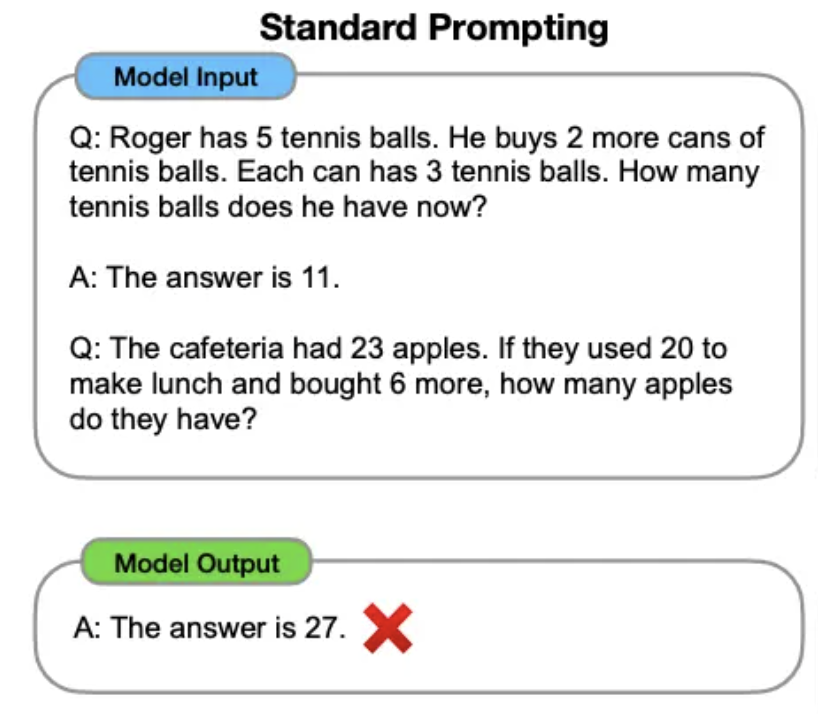 Standard Prompting
Model Input
Q: Roger has 5 tennis balls. He buys 2 more cans of
tennis balls. Each can has 3 tennis balls. How many
tennis balls does he have now?
A: The answer is 11.
Q: The cafeteria had 23 apples. If they used 20 to
make lunch and bought 6 more, how many apples
do they have?
Model Output
A: The answer is 27.